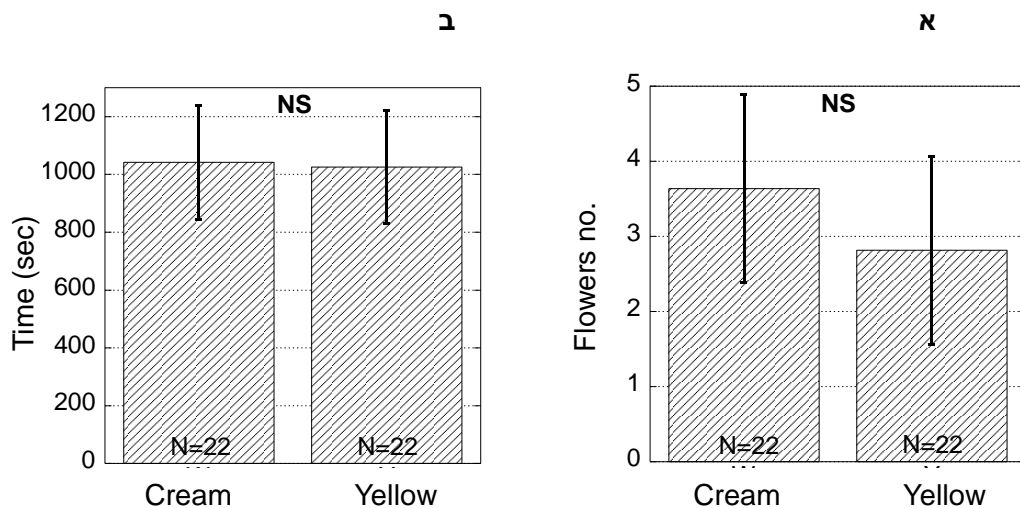 ב
א
NS
1200
1000
800
600
400
200
0
Time (sec)
N=22
N=22
Cream
Yellow
NS
5
4
3
2
1
0
Flowers no.
N=22
N=22
Cream
Yellow